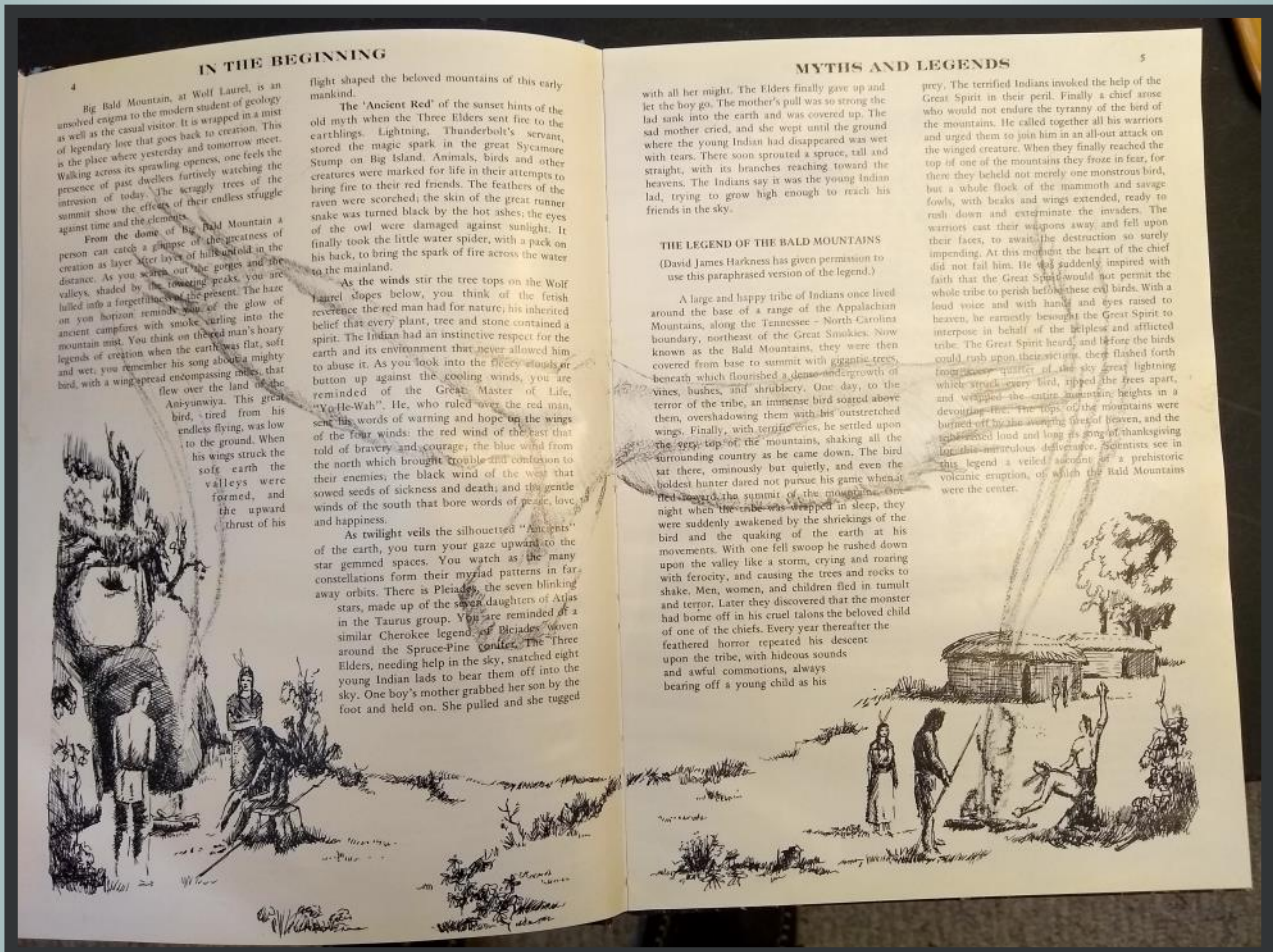 4
IN THE BEGINNING
Big Bald Mountain, at Wolf Laurel, is an
unsolved enigma to the modern student of geology
as well as the casual visitor. It is wrapped in a mist
of legendary lore that goes back to creation. This
is the place where yesterday and tomorrow meet.
Walking across its sprawling openess, one feels the
presence of past dwellers furtively watching the
intrusion of today. The scraggly trees of the
summit show the effects of their endless struggle
against time and the elements.
From the dome of Big Bald Mountain a
person can catch a glimpse of the greatness of
creation as layer after layer of hills unfold in the
distance. As you search out the gorges and the
valleys, shaded by the towering peaks, you are
lulled into a forgetfulness of the present. The haze
on yon horizon reminds you of the glow of
ancient campfires with smoke curling into the
mountain mist. You think on the red man's hoary
legends of creation when the earth was flat, soft
and wet; you remember his song about a mighty
bird, with a wing spread encompassing miles, that
flew over the land of the
Ani-yunwiya. This great
bird, tired from his
endless flying, was low
to the ground. When
his wings struck the
soft earth the
valleys were
formed, and
the upward
thrust of his
flight shaped the beloved mountains of this early
mankind.
The 'Ancient Red' of the sunset hints of the
old myth when the Three Elders sent fire to the
earthlings. Lightning, Thunderbolt's servant,
stored the magic spark in the great Sycamore
Stump on Big Island. Animals, birds and other
creatures were marked for life in their attempts to
bring fire to their red friends. The feathers of the
raven were scorched; the skin of the great runner
snake was turned black by the hot ashes; the eyes
of the owl were damaged against sunlight. It
finally took the little water spider, with a pack on
his back, to bring the spark of fire across the water
to the mainland.
As the winds stir the tree tops on the Wolf
Laurel slopes below, you think of the fetish
reverence the red man had for nature; his inherited
belief that every plant, tree and stone contained a
spirit. The Indian had an instinctive respect for the
earth and its environment that never allowed him
to abuse it. As you look into the fleecy clouds or
button up against the cooling winds, you are
reminded of the Great Master of Life,
"Yo-He-Wah". He, who ruled over the red man,
sent his words of warning and hope on the wings
of the four winds: the red wind of the east that
told of bravery and courage; the blue wind from
the north which brought trouble and confusion to
their enemies; the black wind of the west that
sowed seeds of sickness and death; and the gentle
winds of the south that bore words of peace, love
and happiness.
As twilight veils the silhouetted "Ancients"
of the earth, you turn your gaze upward to the
star gemmed spaces. You watch as the many
constellations form their myriad patterns in far
away orbits. There is Pleiades, the seven blinking
stars, made up of the seven daughters of Atlas
in the Taurus group. You are reminded of a
similar Cherokee legend of Pleiades woven
around the Spruce-Pine conifer. The Three
Elders, needing help in the sky, snatched eight
young Indian lads to bear them off into the
sky. One boy's mother grabbed her son by the
foot and held on. She pulled and she tugged
MYTHS AND LEGENDS
5
with all her might. The Elders finally gave up and
let the boy go. The mother's pull was so strong the
lad sank into the earth and was covered up. The
sad mother cried, and she wept until the ground
where the young Indian had disappeared was wet
with tears. There soon sprouted a spruce, tall and
straight, with its branches reaching toward the
heavens. The Indians say it was the young Indian
lad, trying to grow high enough to reach his
friends in the sky.
THE LEGEND OF THE BALD MOUNTAINS
(David James Harkness has given permission to
use this paraphrased version of the legend.)
A large and happy tribe of Indians once lived
around the base of a range of the Appalachian
Mountains, along the Tennessee - North Carolina
boundary, northeast of the Great Smokies. Now
known as the Bald Mountains, they were then
covered from base to summit with gigantic trees,
beneath which flourished a dense undergrowth of
vines, bushes, and shrubbery. One day, to the
terror of the tribe, an immense bird soared above
them, overshadowing them with his outstretched
wings. Finally, with terrific cries, he settled upon
the very top of the mountains, shaking all the
surrounding country as he came down. The bird
sat there, ominously but quietly, and even the
boldest hunter dared not pursue his game when it
fled toward the summit of the mountains. One
night when the tribe was wrapped in sleep, they
were suddenly awakened by the shriekings of the
bird and the quaking of the earth at his
movements. With one fell swoop he rushed down
upon the valley like a storm, crying and roaring
with ferocity, and causing the trees and rocks to
shake. Men, women, and children fled in tumult
and terror. Later they discovered that the monster
had borne off in his cruel talons the beloved child
of one of the chiefs. Every year thereafter the
feathered horror repeated his descent
upon the tribe, with hideous sounds
and awful commotions, always
bearing off a young child as his
prey. The terrified Indians invoked the help of the
Great Spirit in their peril. Finally a chief arose
who would not endure the tyranny of the bird of
the mountains. He called together all his warriors
and urged them to join him in an all-out attack on
the winged creature. When they finally reached the
top of one of the mountains they froze in fear, for
there they beheld not merely one monstrous bird,
but a whole flock of the mammoth and savage
fowls, with beaks and wings extended, ready to
rush down and exterminate the invaders. The
warriors cast their weapons away, and fell upon
their faces, to await the destruction so surely
impending. At this moment the heart of the chief
did not fail him. He was suddenly inspired with
faith that the Great Spirit would not permit the
whole tribe to perish before these evil birds. With a
loud voice and with hands and eyes raised to
heaven, he earnestly besought the Great Spirit to
interpose in behalf of the helpless and afflicted
tribe. The Great Spirit heard, and before the birds
could rush upon their victims, there flashed forth
from every quarter of the sky great lightning
which struck every bird, ripped the trees apart,
and wrapped the entire mountain heights in a
devouring fire. The tops of the mountains were
burned off by the avenging fires of heaven, and the
tribe raised loud and long its song of thanksgiving
for this miraculous deliverance. Scientists see in
this legend a veiled account of a prehistoric
volcanic eruption, of which the Bald Mountains
were the center.